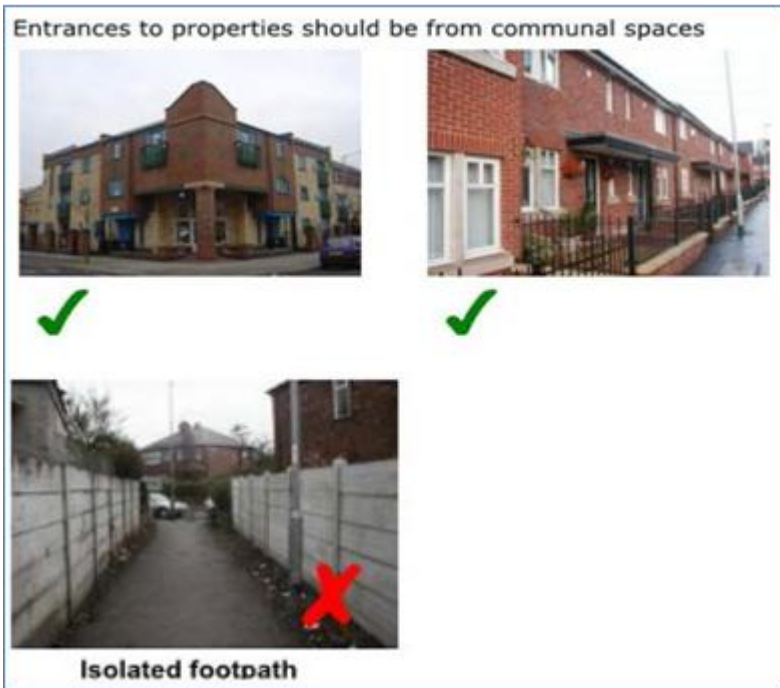 Entrances to properties should be from communal spaces
Isolated footpath